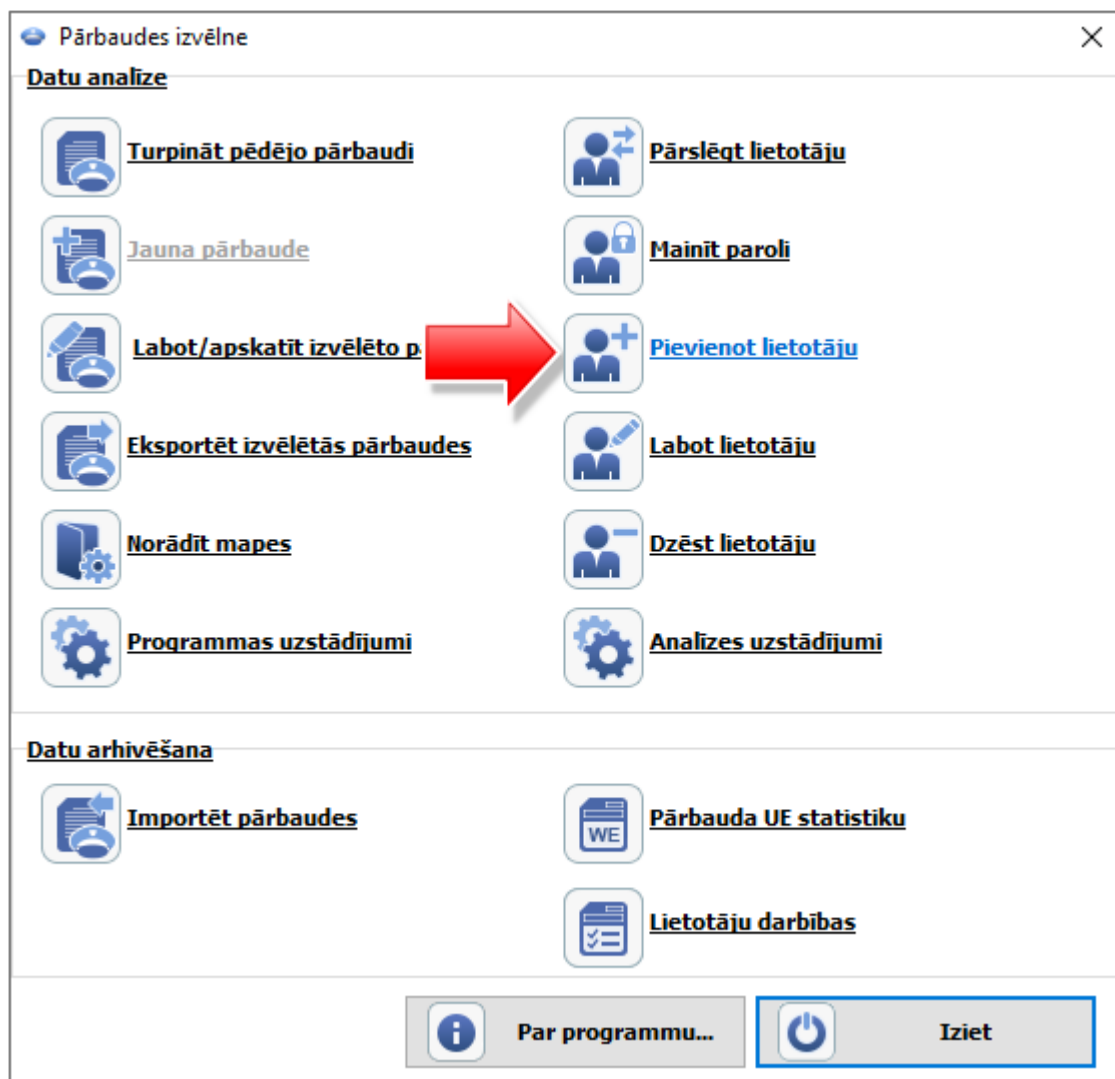 Pārbaudes izvēlne
Datu analīze
Turpināt pēdējo pārbaudi
Pārslēgt lietotāju
Jauna pārbaude
Mainīt paroli
Labot/apskatīt izvēlēto
Pievienot lietotāju
Eksportēt izvēlētās pārbaudes
Labot lietotāju
Norādīt mapes
Dzēst lietotāju
Programmas uzstādījumi
Analīzes uzstādījumi
Datu arhivēšana
Importēt pārbaudes
WE
Pārbauda UE statistiku
Lietotāju darbības
Par programmu...
Iziet